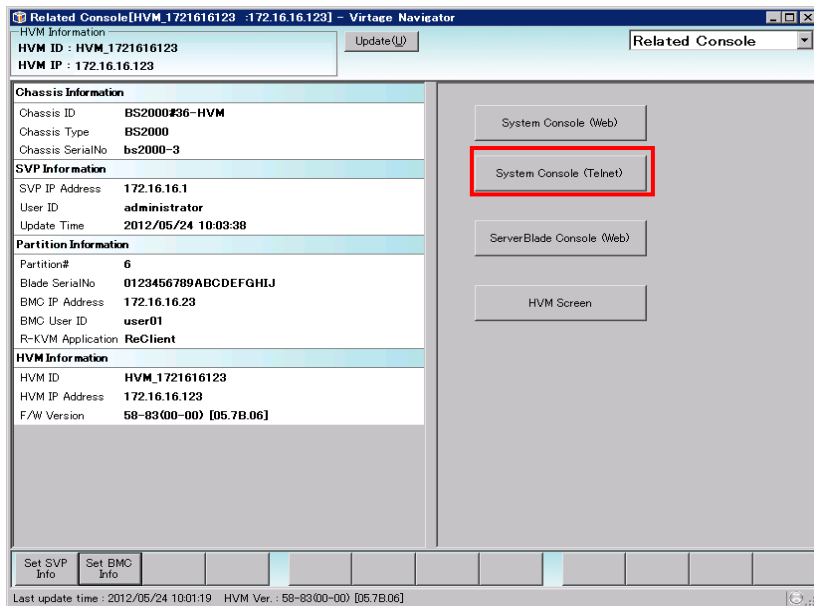 Related Console[HVM_1721616123 :172.16.16.123] - Virtage Navigator
HVM Information
HVM ID : HVM_1721616123
HVM IP : 172.16.16.123
Update(U)
Related Console
Chassis Information
Chassis ID BS2000#36-HVM
Chassis Type BS2000
Chassis SerialNo bs2000-3
SVP Information
SVP IP Address 172.16.16.1
User ID administrator
Update Time 2012/05/24 10:03:38
Partition Information
Partition# 6
Blade SerialNo 0123456789ABCDEFGHIJ
BMC IP Address 172.16.16.23
BMC User ID user01
R-KVM Application ReClient
HVM Information
HVM ID HVM_1721616123
HVM IP Address 172.16.16.123
F/W Version 58-83(00-00) [05.7B.06]
System Console (Web)
System Console (Telnet)
ServerBlade Console (Web)
HVM Screen
Set SVP Info
Set BMC Info
Last update time : 2012/05/24 10:01:19 HVM Ver. : 58-83(00-00) [05.7B.06]